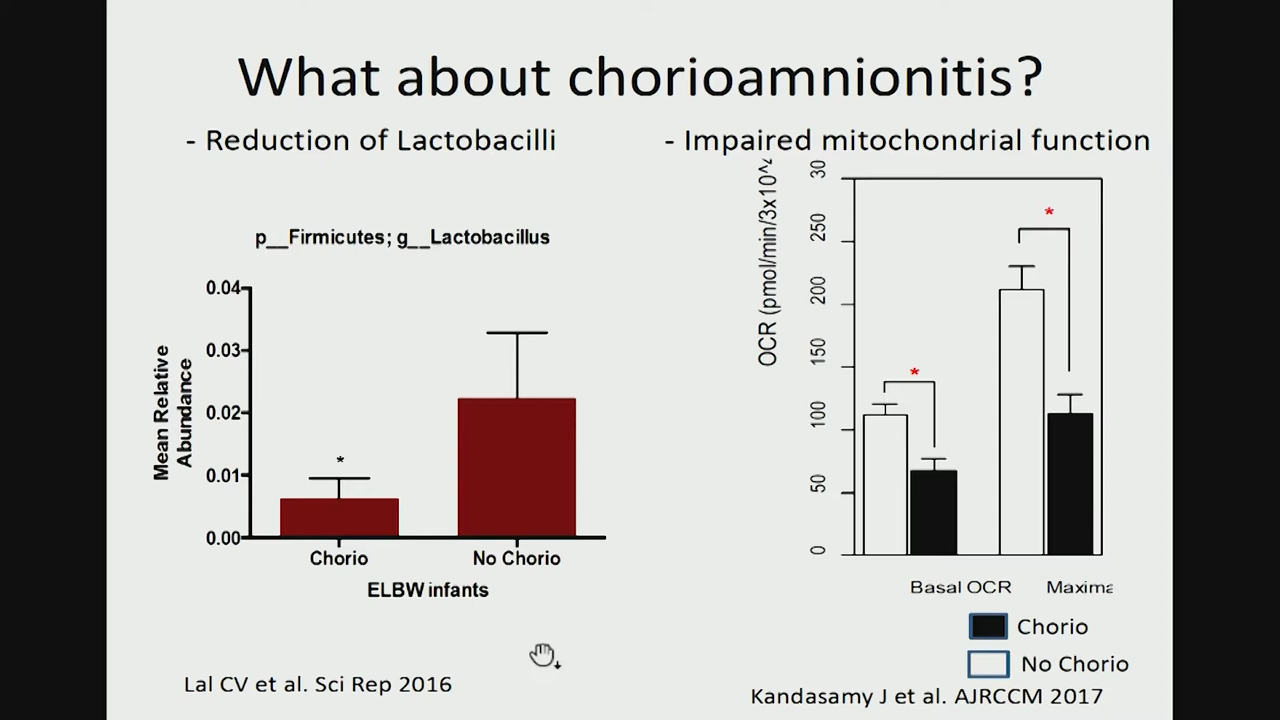 What about chorioamnionitis?
- Reduction of Lactobacilli
- Impaired mitochondrial function
p__Firmicutes; g__Lactobacillus
Mean Relative
Abundance
0.04
0.03
0.02
0.01
0.00
*
Chorio
No Chorio
ELBW infants
OCR (pmol/min/3x10^
30
250
200
150
100
50
0
*
*
Basal OCR
Maxima
Chorio
No Chorio
Lal CV et al. Sci Rep 2016
Kandasamy J et al. AJRCCM 2017